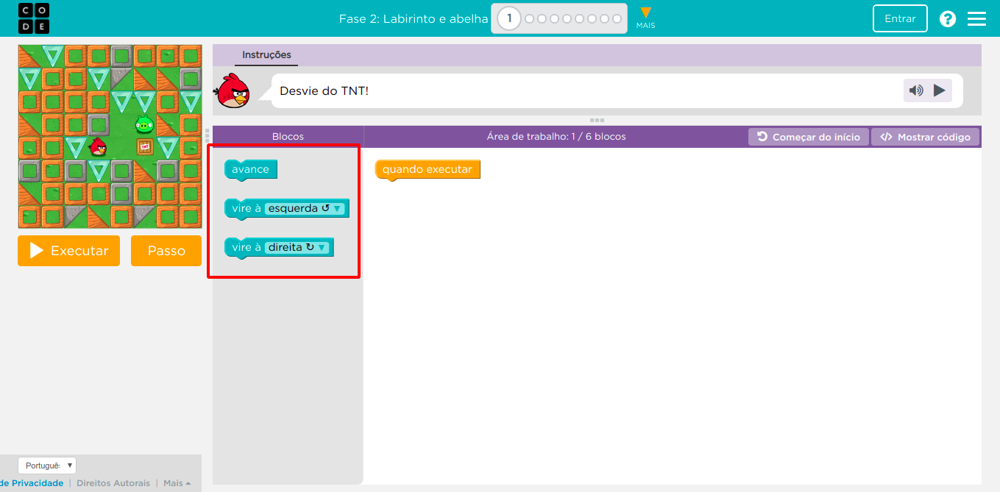 C O
D E
Fase 2: Labirinto e abelha
1
MAIS
Entrar
?
Instruções
Desvie do TNT!
Blocos
Área de trabalho: 1 / 6 blocos
Começar do início
</> Mostrar código
avance
quando executar
vire à esquerda ↺ ▼
vire à direita ↻ ▼
TNT
Executar
Passo
Portuguê
de Privacidade | Direitos Autorais | Mais